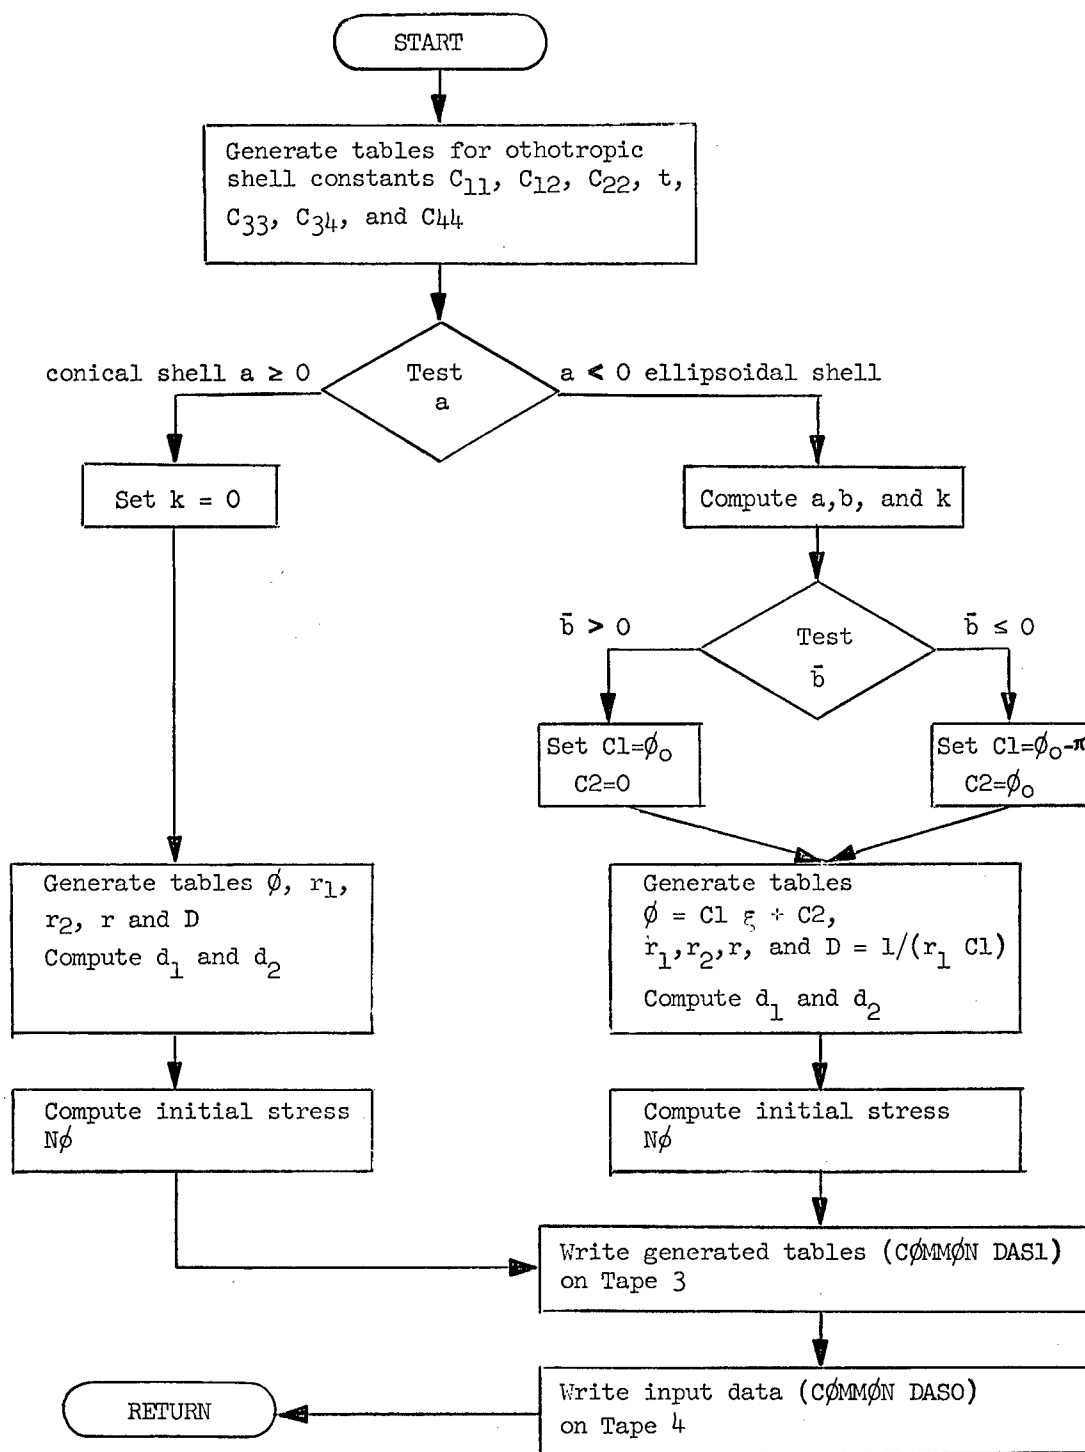 START
Generate tables for othotropic
shell constants C11, C12, C22, t,
C33, C34, and C44
conical shell a ≥ 0
Test
a
a < 0 ellipsoidal shell
Set k = 0
Compute a,b, and k
b̄ > 0
Test
b̄
b̄ ≤ 0
Set C1=ϕo
C2=0
Set C1=ϕo-π
C2=ϕo
Generate tables ϕ, r1,
r2, r and D
Compute d1 and d2
Generate tables
ϕ = C1 ξ + C2,
r1,r2,r, and D = 1/(r1 C1)
Compute d1 and d2
Compute initial stress
Nϕ
Compute initial stress
Nϕ
Write generated tables (CØMMØN DAS1)
on Tape 3
Write input data (CØMMØN DASO)
on Tape 4
RETURN